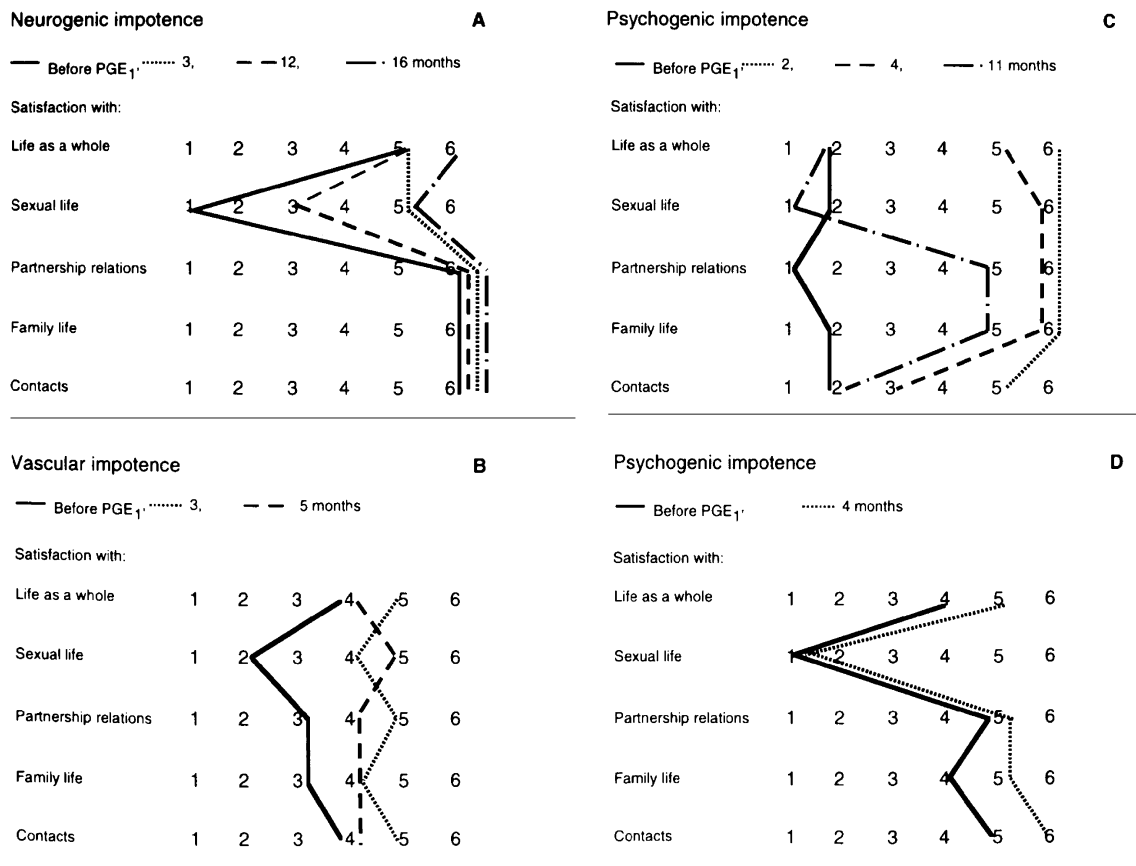 Neurogenic impotence A
Before PGE1, 3, 12, 16 months
Satisfaction with:
Life as a whole 1 2 3 4 5 6
Sexual life 1 2 3 4 5 6
Partnership relations 1 2 3 4 5 6
Family life 1 2 3 4 5 6
Contacts 1 2 3 4 5 6
Psychogenic impotence C
Before PGE1, 2, 4, 11 months
Satisfaction with:
Life as a whole 1 2 3 4 5 6
Sexual life 1 2 3 4 5 6
Partnership relations 1 2 3 4 5 6
Family life 1 2 3 4 5 6
Contacts 1 2 3 4 5 6
Vascular impotence B
Before PGE1, 3, 5 months
Satisfaction with:
Life as a whole 1 2 3 4 5 6
Sexual life 1 2 3 4 5 6
Partnership relations 1 2 3 4 5 6
Family life 1 2 3 4 5 6
Contacts 1 2 3 4 5 6
Psychogenic impotence D
Before PGE1, 4 months
Satisfaction with:
Life as a whole 1 2 3 4 5 6
Sexual life 1 2 3 4 5 6
Partnership relations 1 2 3 4 5 6
Family life 1 2 3 4 5 6
Contacts 1 2 3 4 5 6